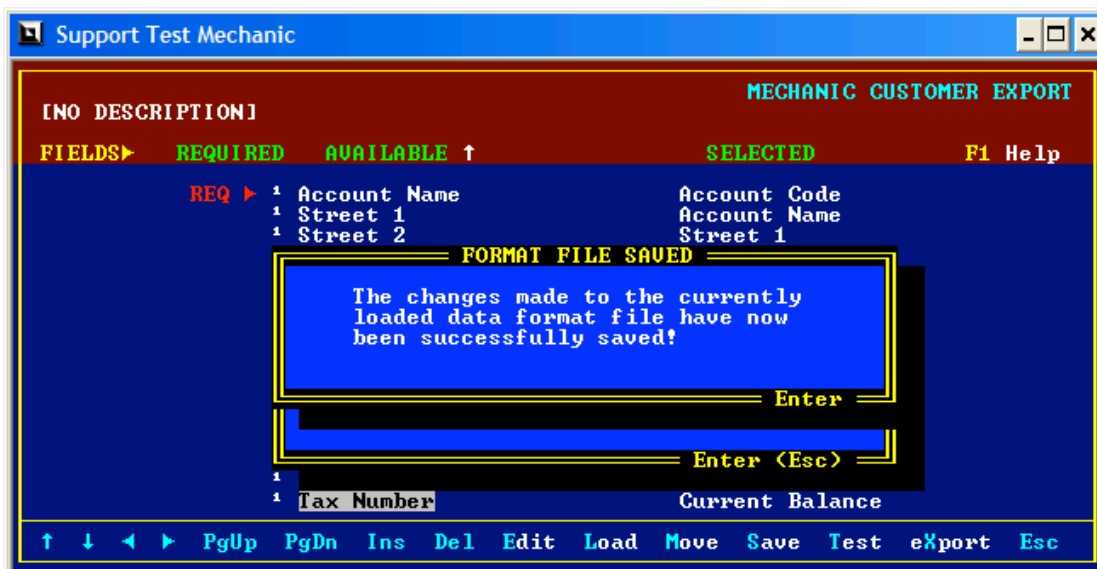 Support Test Mechanic
MECHANIC CUSTOMER EXPORT
[NO DESCRIPTION]
FIELDS► REQUIRED AVAILABLE ↑ SELECTED F1 Help
REQ ► ¹ Account Name Account Code
¹ Street 1 Account Name
¹ Street 2 Street 1
FORMAT FILE SAVED
The changes made to the currently
loaded data format file have now
been successfully saved!
Enter
Enter (Esc)
¹
¹ Tax Number Current Balance
↑ ↓ ◄ ► PgUp PgDn Ins Del Edit Load Move Save Test eXport Esc